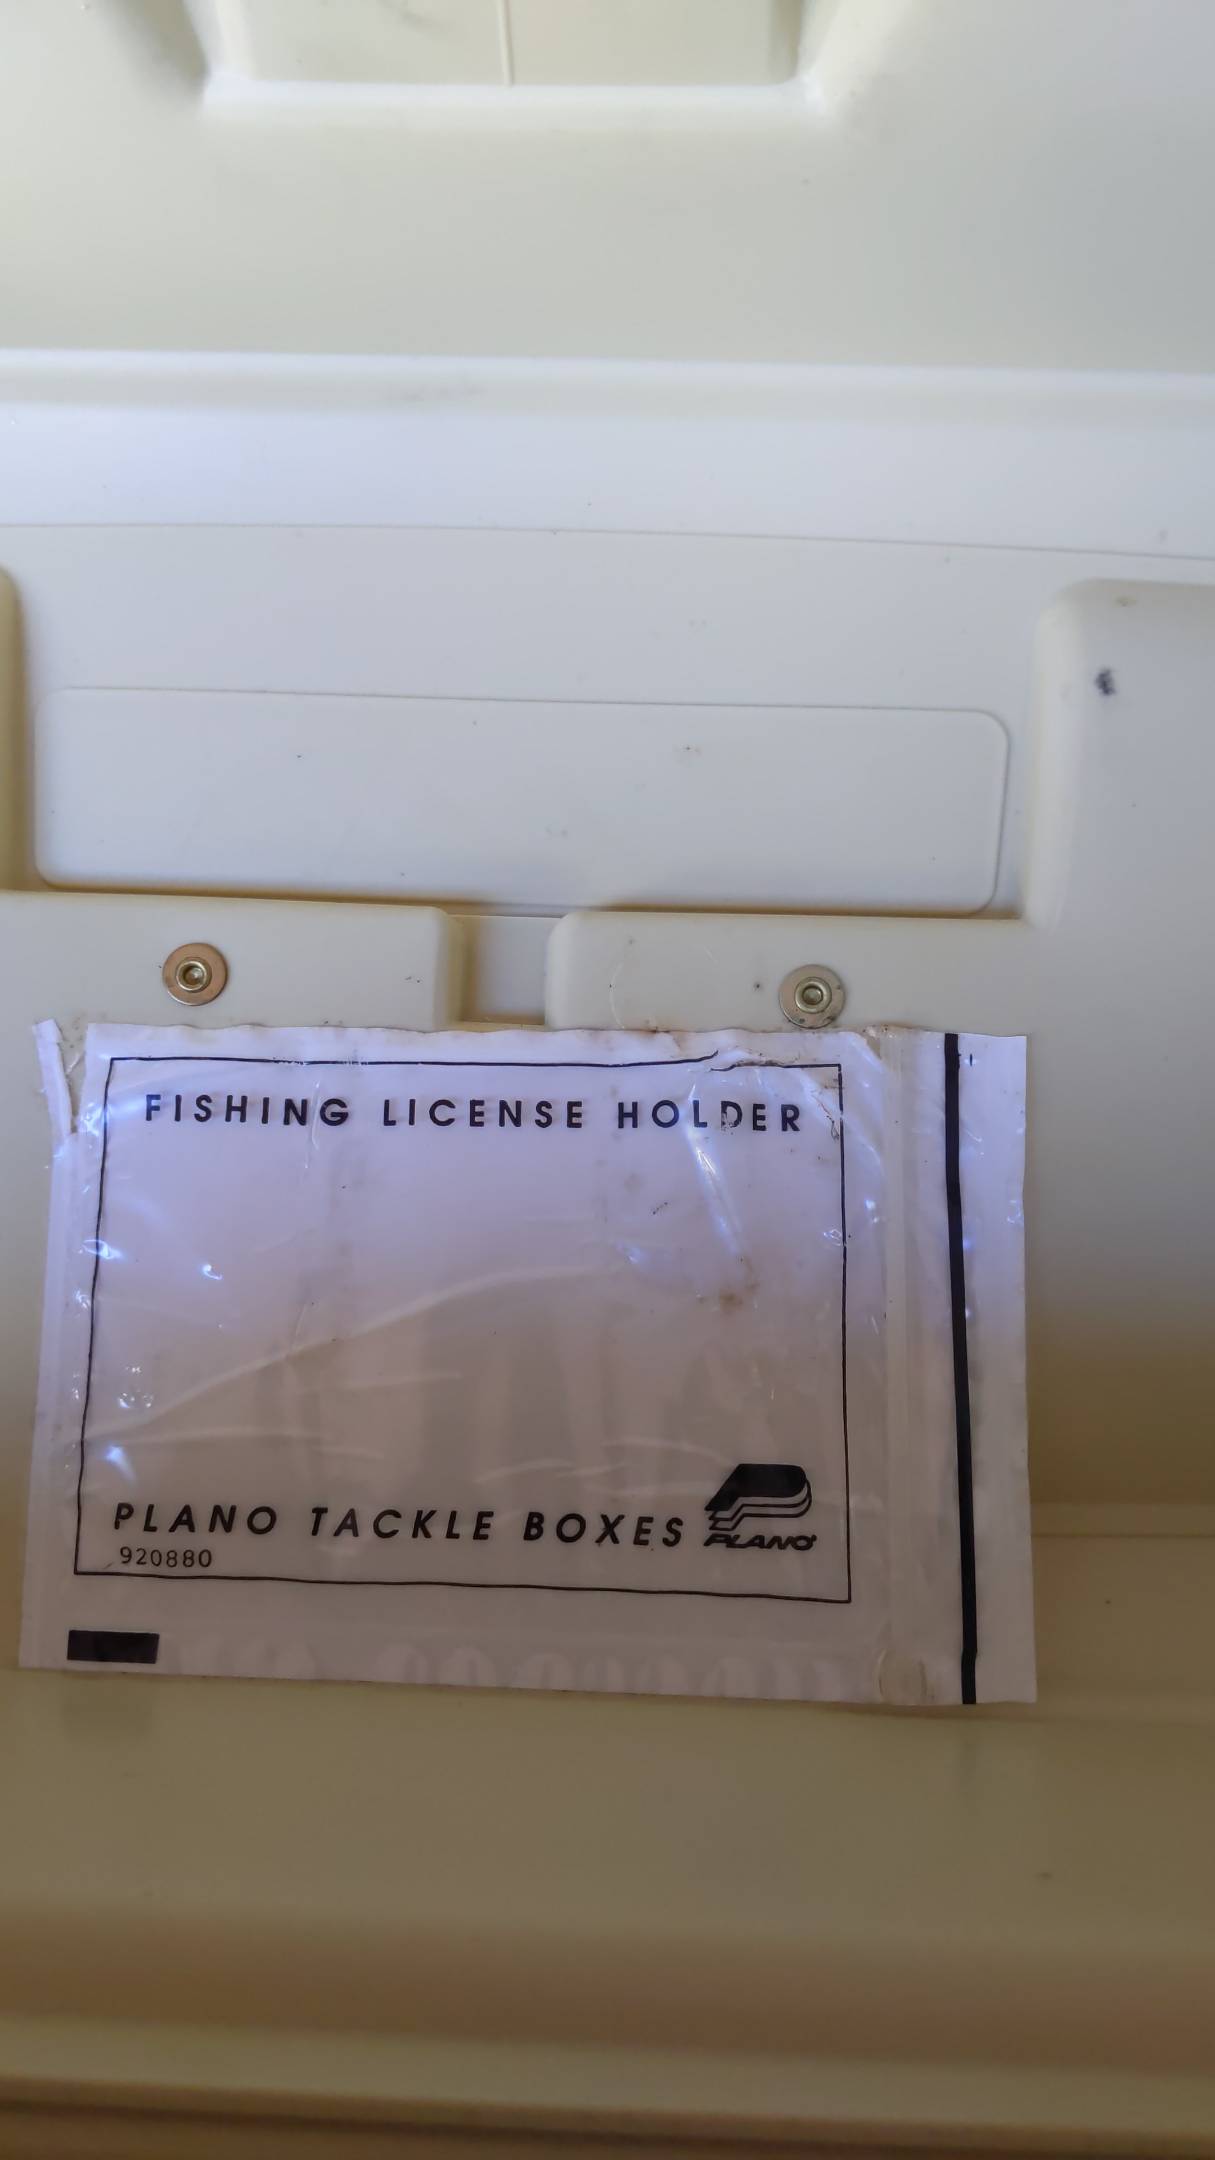 FISHING LICENSE HOLDER
PLANO TACKLE BOXES
PLANO
920880